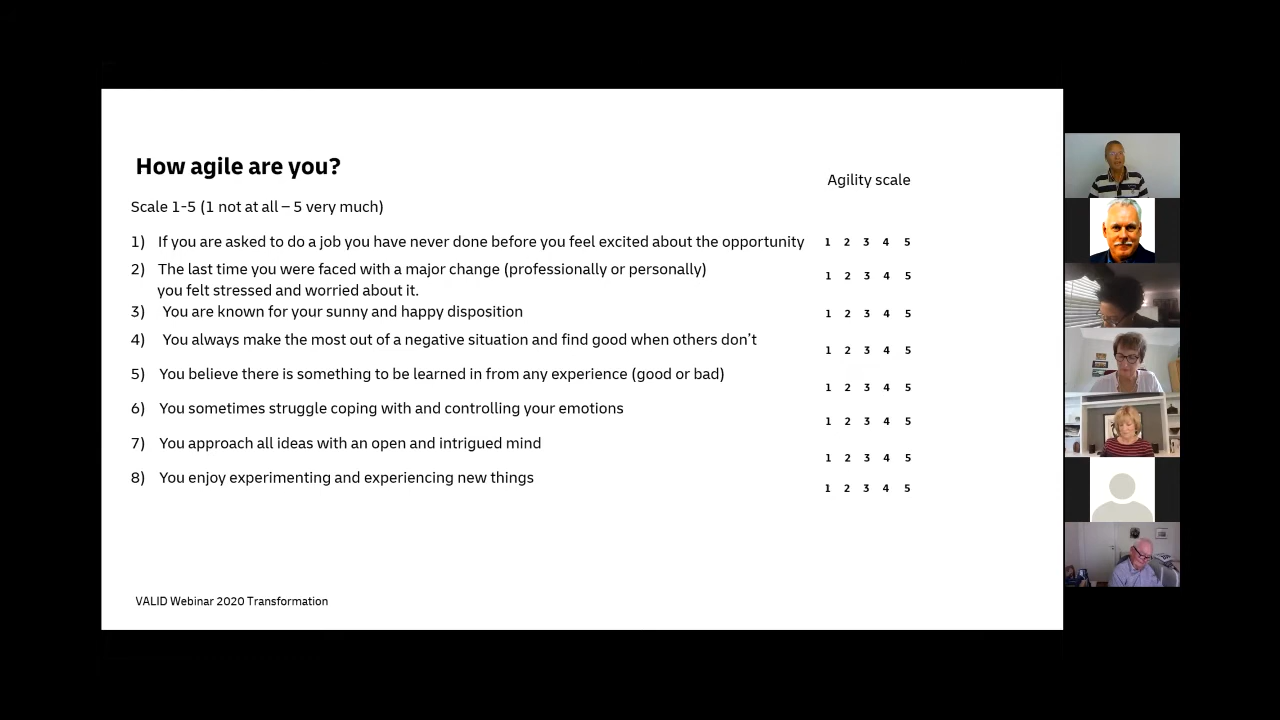 How agile are you?
Agility scale
Scale 1-5 (1 not at all – 5 very much)
1) If you are asked to do a job you have never done before you feel excited about the opportunity 1 2 3 4 5
2) The last time you were faced with a major change (professionally or personally) 1 2 3 4 5
you felt stressed and worried about it.
3) You are known for your sunny and happy disposition 1 2 3 4 5
4) You always make the most out of a negative situation and find good when others don't 1 2 3 4 5
5) You believe there is something to be learned in from any experience (good or bad) 1 2 3 4 5
6) You sometimes struggle coping with and controlling your emotions 1 2 3 4 5
7) You approach all ideas with an open and intrigued mind 1 2 3 4 5
8) You enjoy experimenting and experiencing new things 1 2 3 4 5
VALID Webinar 2020 Transformation